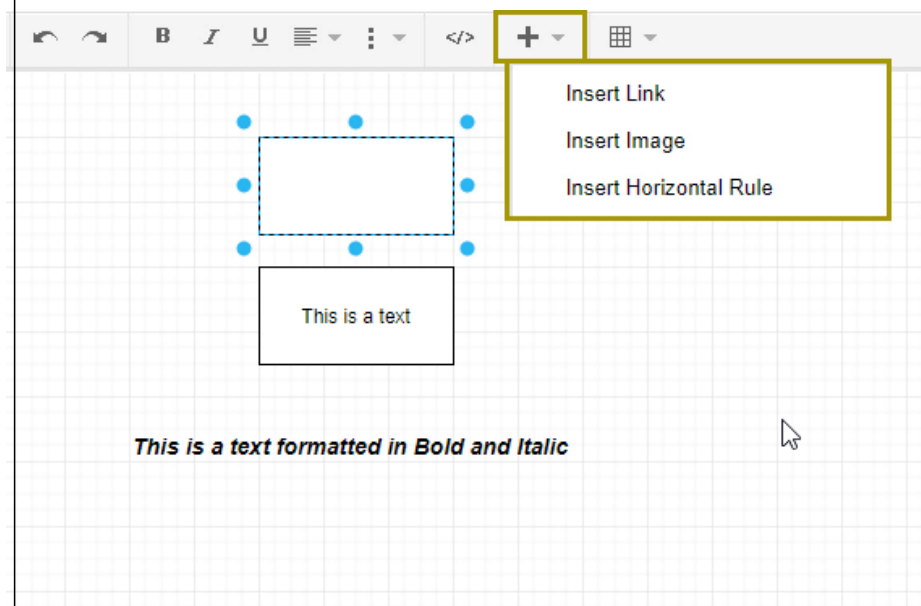 B I U </>
Insert Link
Insert Image
Insert Horizontal Rule
This is a text
This is a text formatted in Bold and Italic